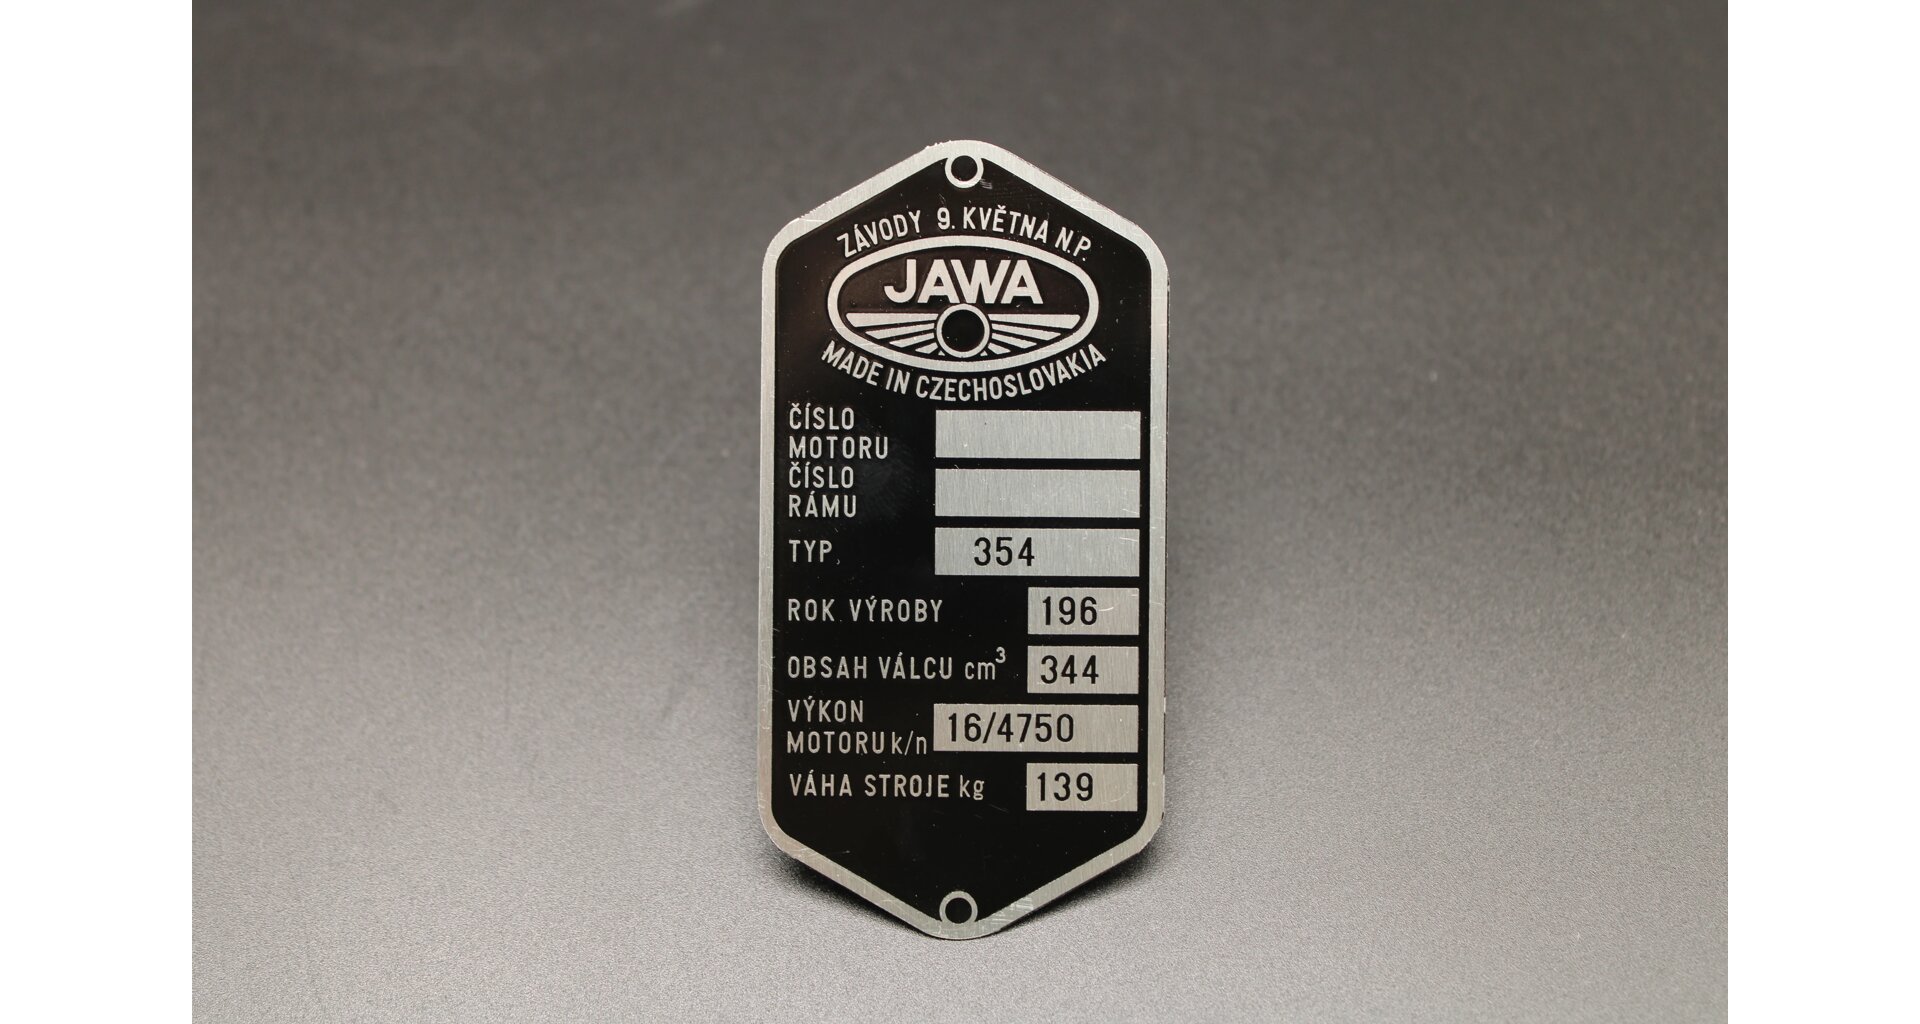 ZÁVODY 9. KVĚTNA N.P.
JAWA
MADE IN CZECHOSLOVAKIA
ČÍSLO
MOTORU
ČÍSLO
RÁMU
TYP. 354
ROK VÝROBY 196
OBSAH VÁLCU cm³ 344
VÝKON
MOTORU k/n 16/4750
VÁHA STROJE kg 139